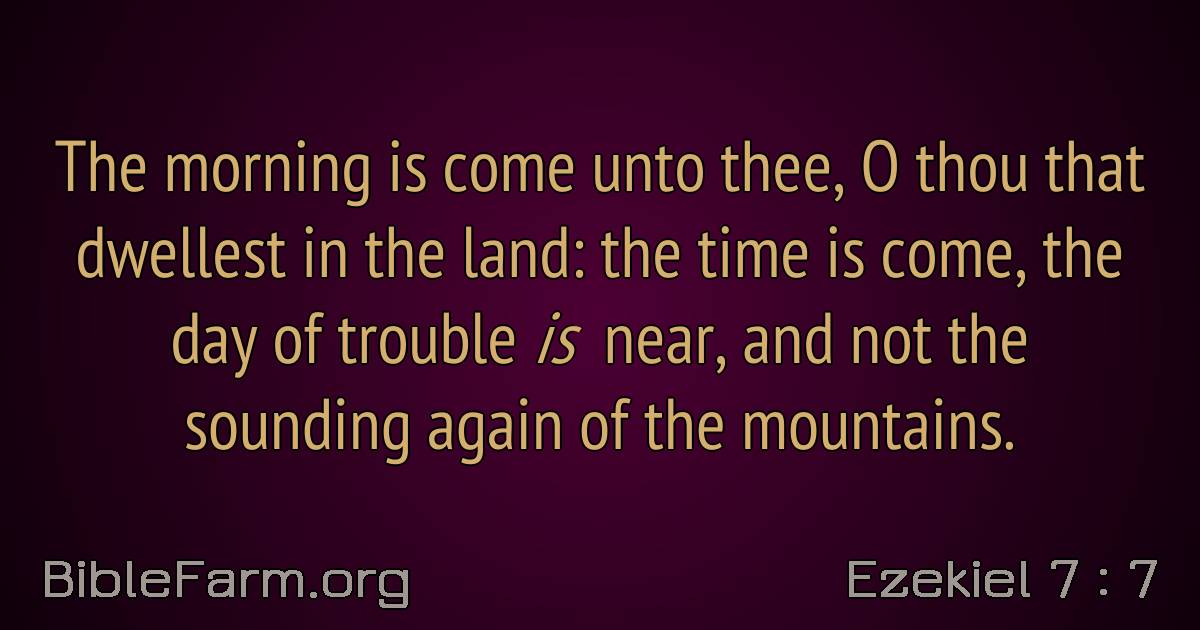 The morning is come unto thee, O thou that
dwellest in the land: the time is come, the
day of trouble is near, and not the
sounding again of the mountains.
BibleFarm.org
Ezekiel 7 : 7